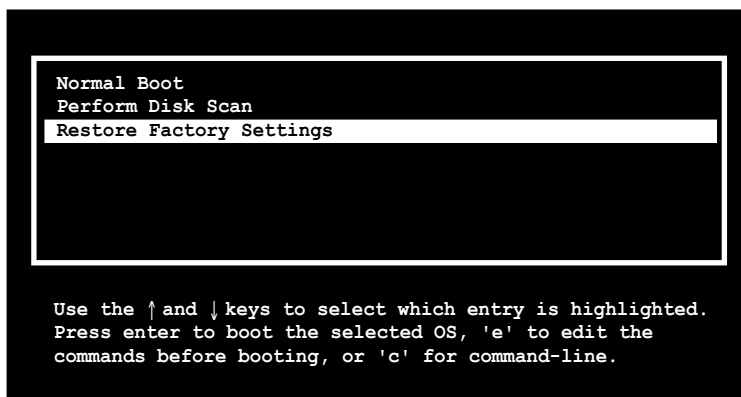 Normal Boot
Perform Disk Scan
Restore Factory Settings
Use the ↑ and ↓ keys to select which entry is highlighted.
Press enter to boot the selected OS, 'e' to edit the
commands before booting, or 'c' for command-line.